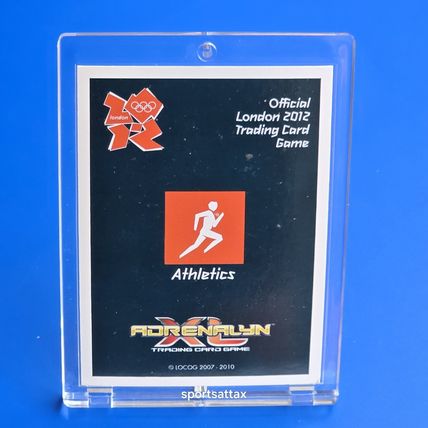 london
Official
London 2012
Trading Card
Game
Athletics
ADRENALYN
XL
TRADING CARD GAME
© LOCOG 2007 - 2010
sportsattax